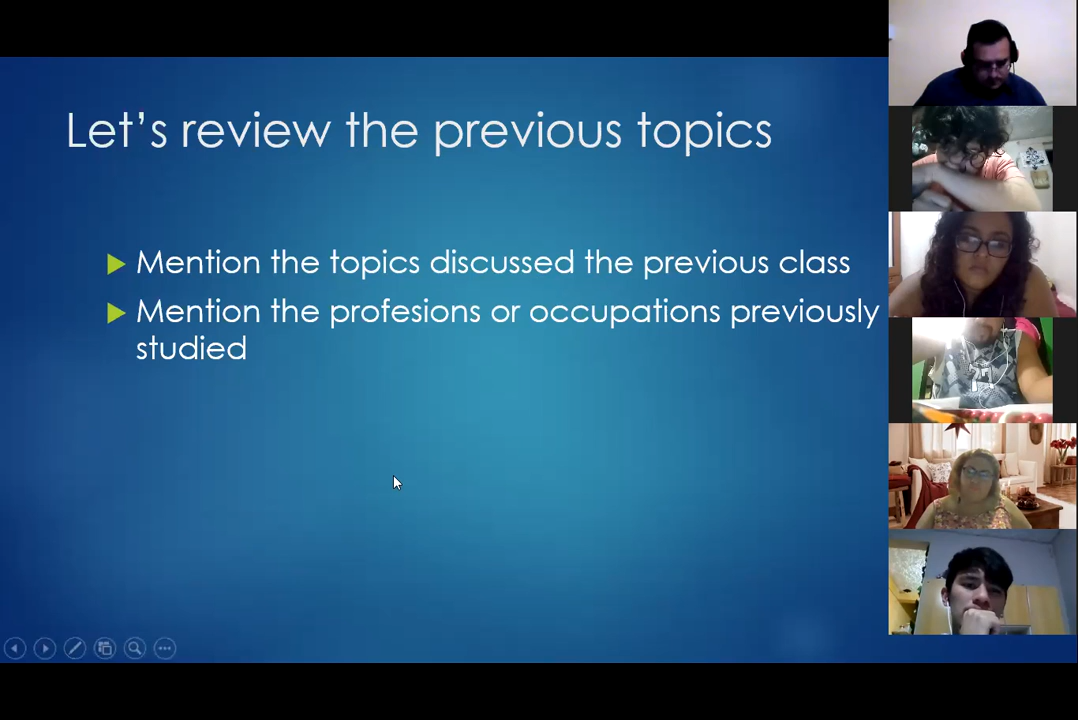 Let’s review the previous topics
Mention the topics discussed the previous class
Mention the profesions or occupations previously
studied